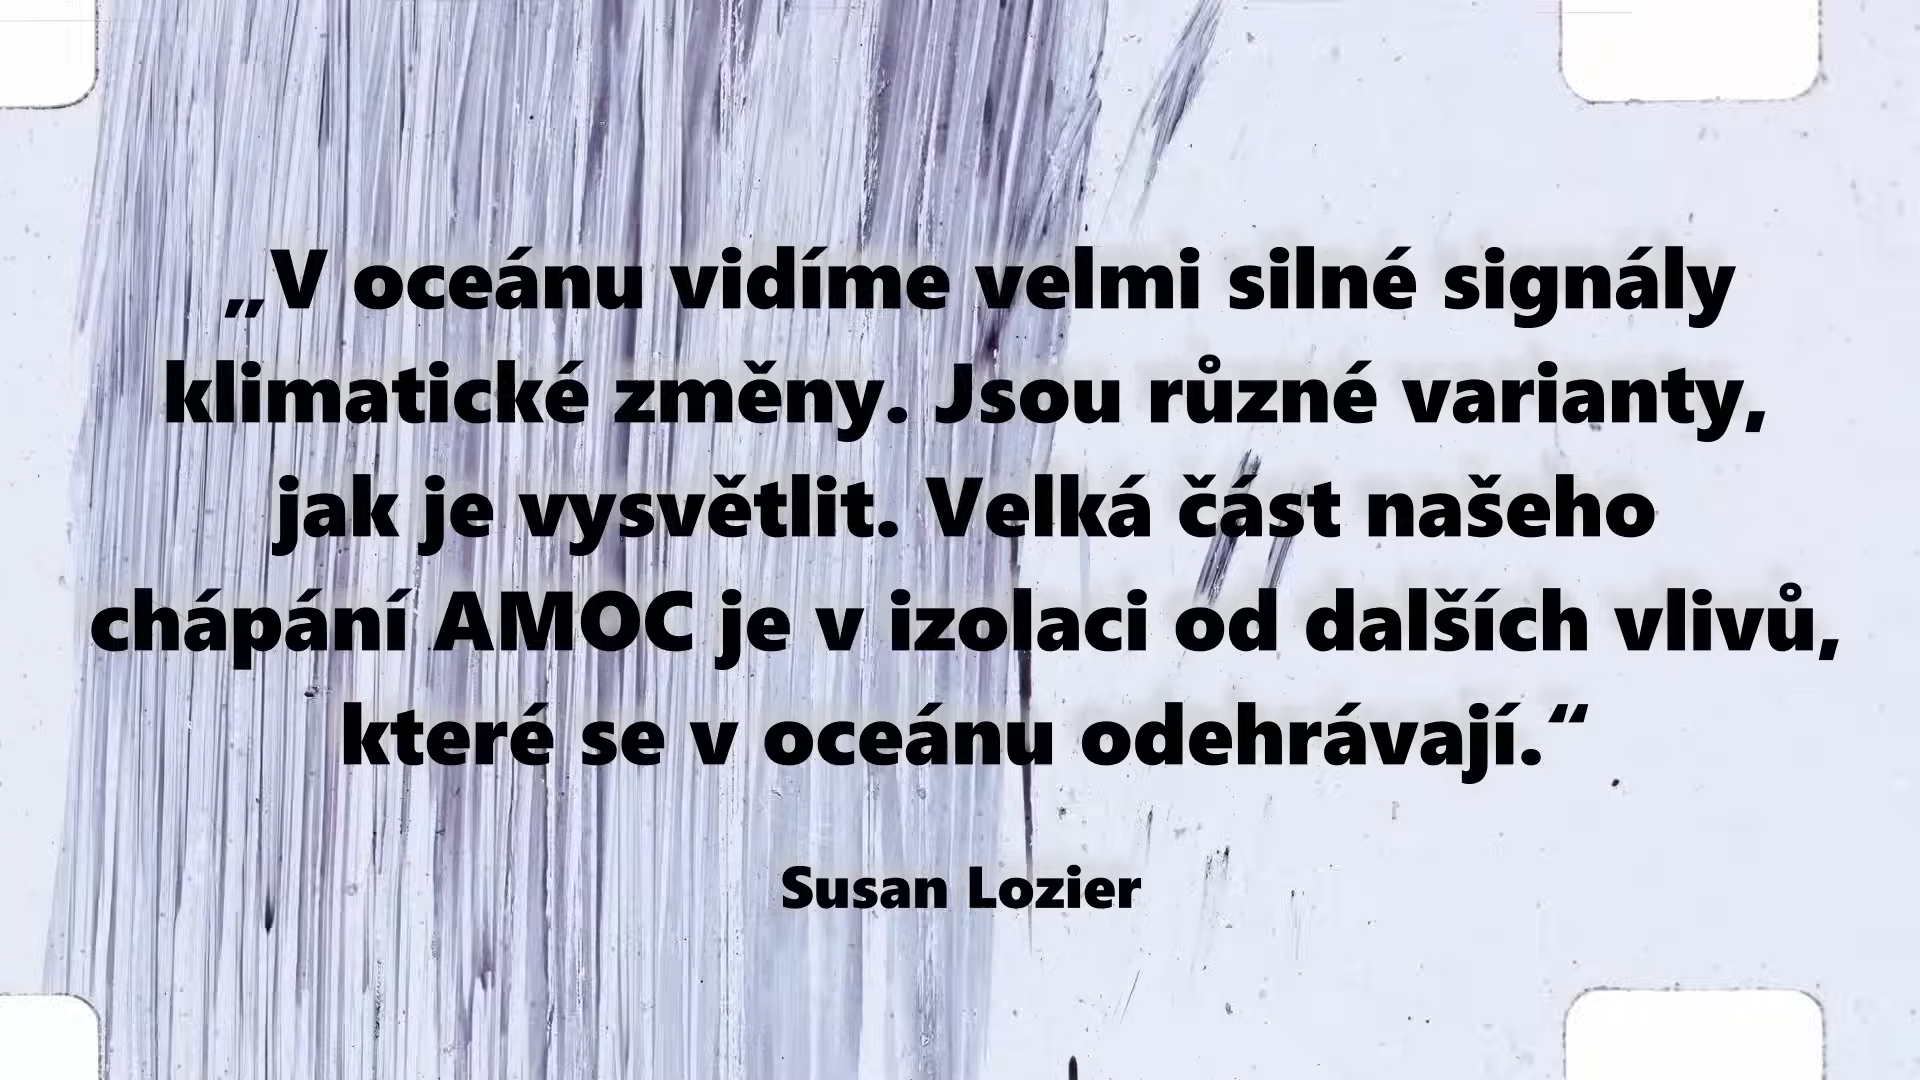 „V oceánu vidíme velmi silné signály
klimatické změny. Jsou různé varianty,
jak je vysvětlit. Velká část našeho
chápání AMOC je v izolaci od dalších vlivů,
které se v oceánu odehrávají.“
Susan Lozier